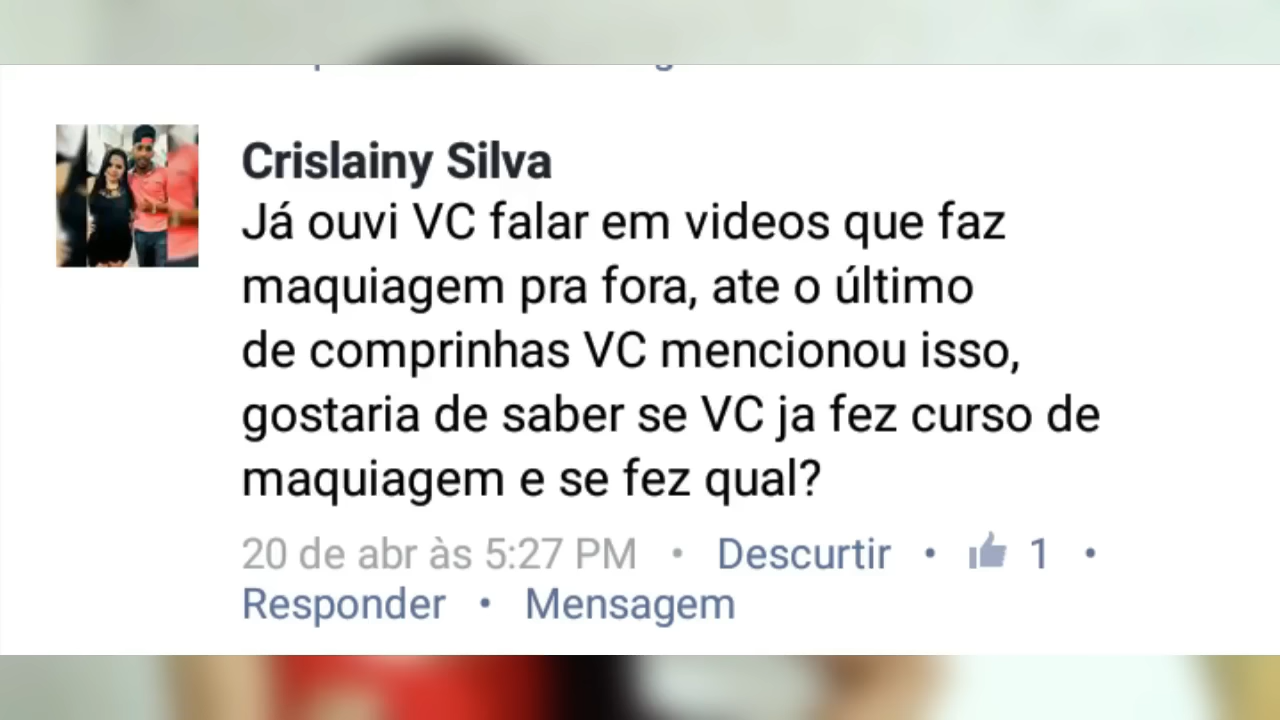 Crislainy Silva
Já ouvi VC falar em videos que faz
maquiagem pra fora, ate o último
de comprinhas VC mencionou isso,
gostaria de saber se VC ja fez curso de
maquiagem e se fez qual?
20 de abr às 5:27 PM • Descurtir • 1 •
Responder • Mensagem